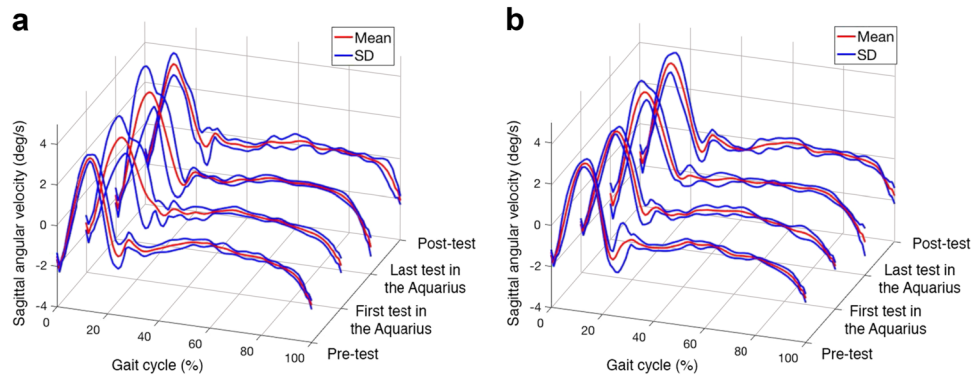 a
Mean
SD
Sagittal angular velocity (deg/s)
4
2
0
-2
-4
0
20
40
60
80
100
Gait cycle (%)
Post-test
Last test in
the Aquarius
First test in
the Aquarius
Pre-test
b
Mean
SD
Sagittal angular velocity (deg/s)
4
2
0
-2
-4
0
20
40
60
80
100
Gait cycle (%)
Post-test
Last test in
the Aquarius
First test in
the Aquarius
Pre-test